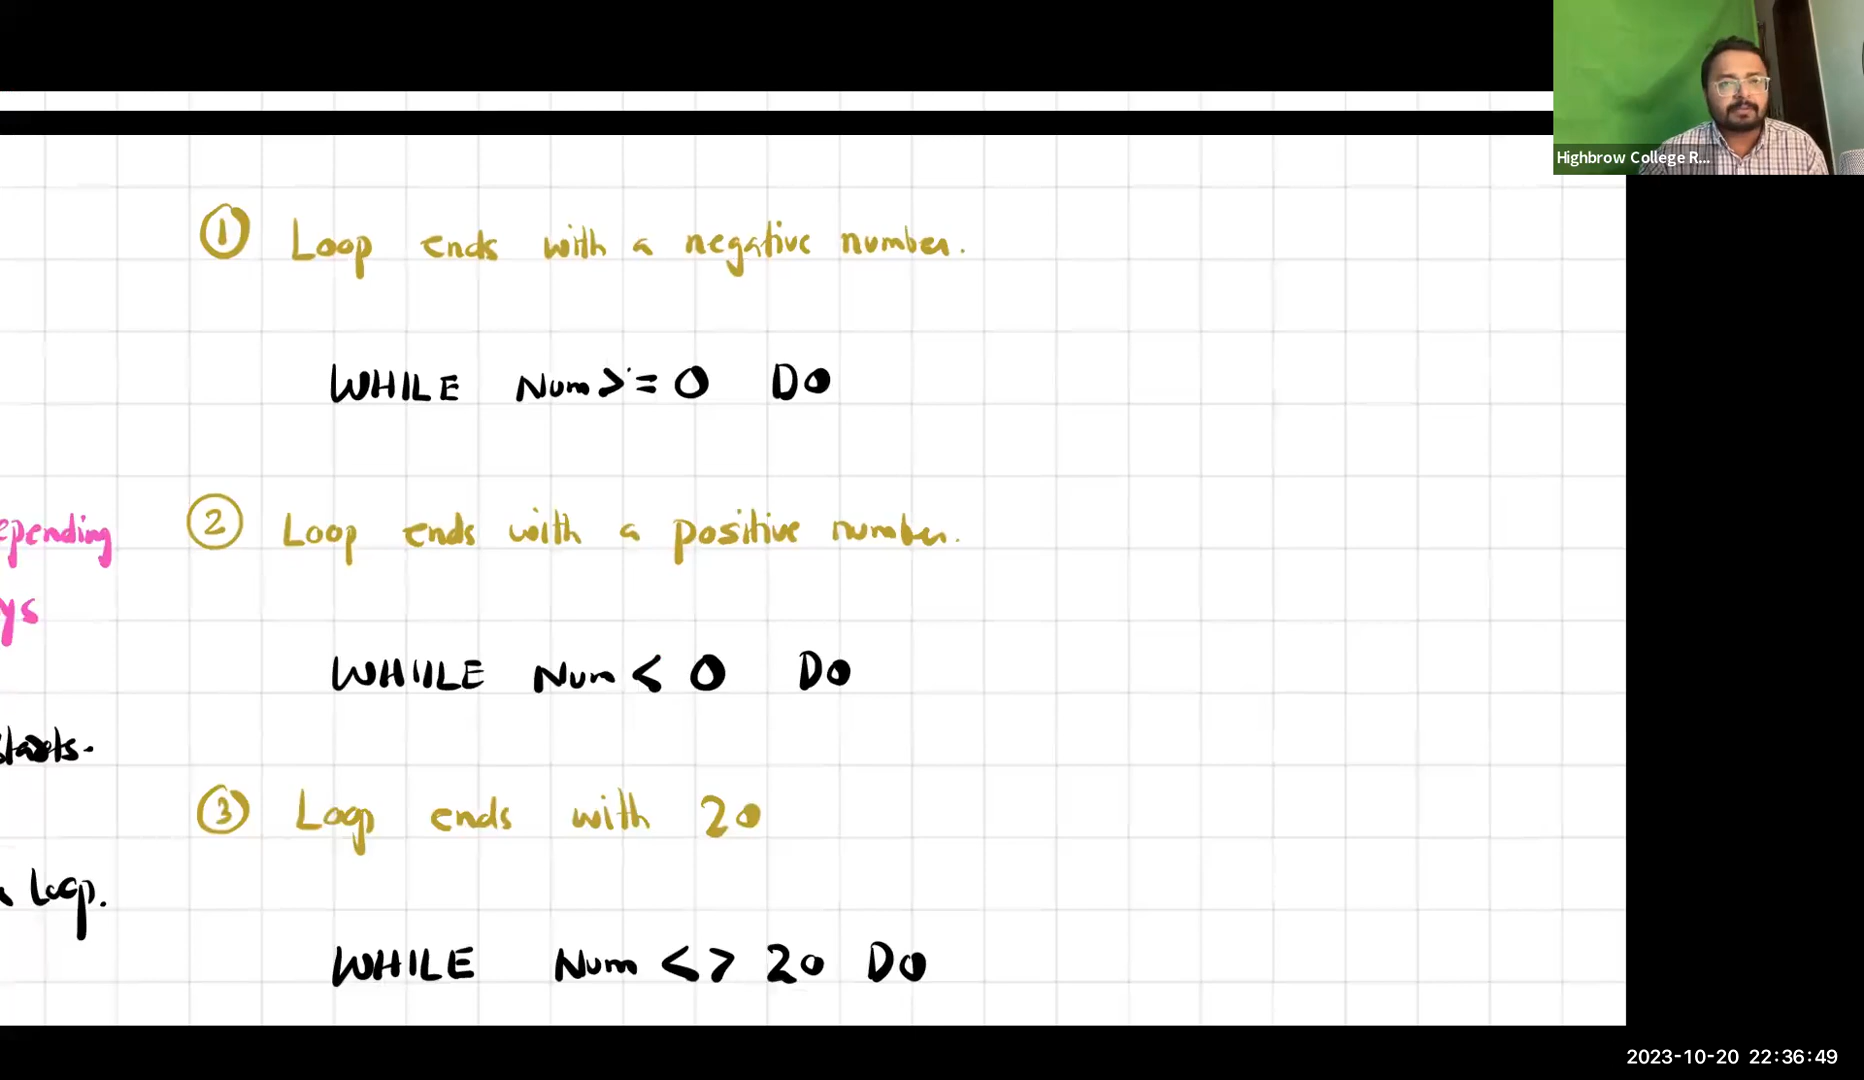 Highbrow College R...
① Loop ends with a negative number.
WHILE Num >= 0 DO
epending
② Loop ends with a positive number.
ys
WHILE Num < 0 DO
starts.
③ Loop ends with 20
Loop.
WHILE Num <> 20 DO
2023-10-20 22:36:49